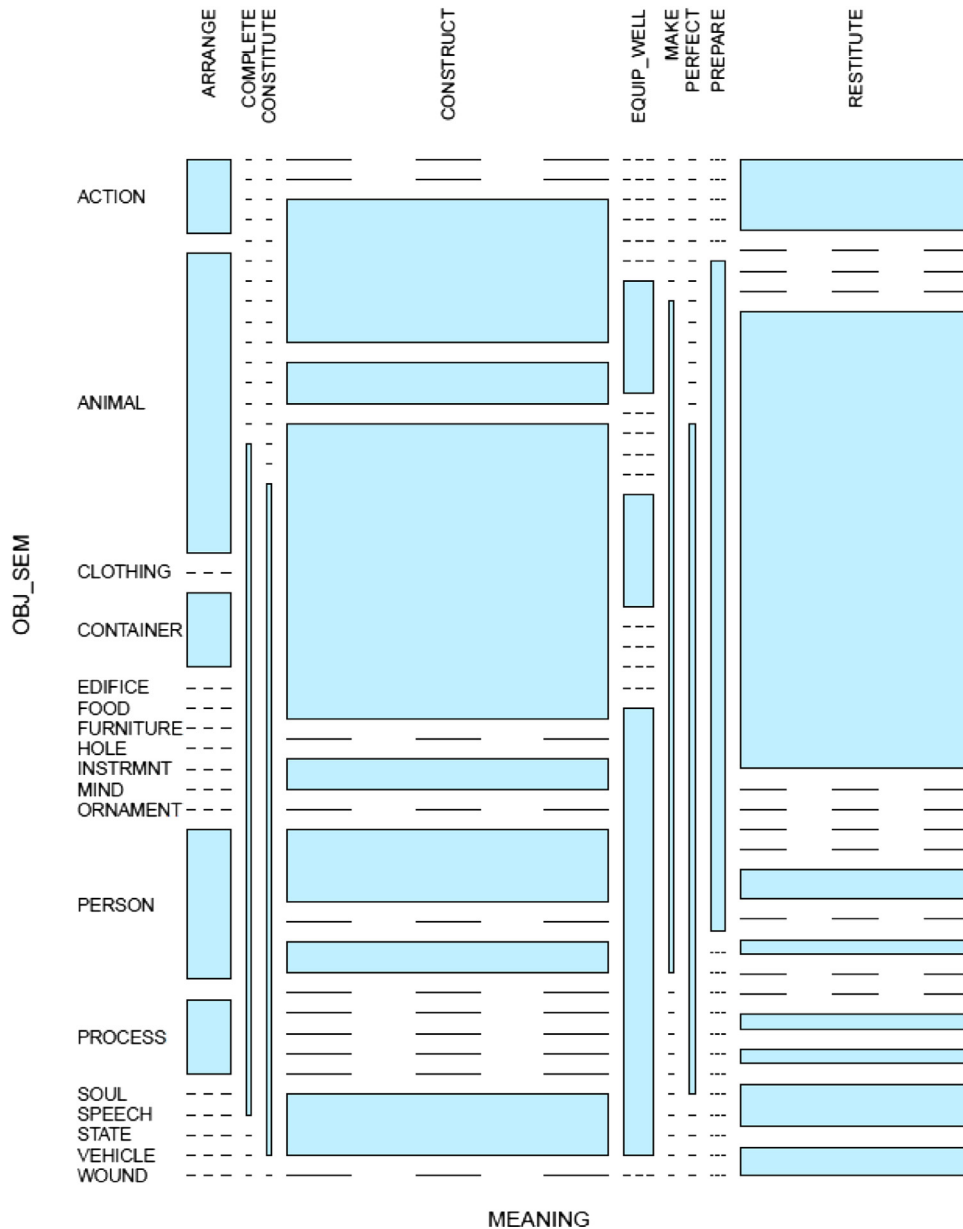 ARRANGE
COMPLETE
CONSTITUTE
CONSTRUCT
EQUIP_WELL
MAKE
PERFECT
PREPARE
RESTITUTE
OBJ_SEM
ACTION
ANIMAL
CLOTHING
CONTAINER
EDIFICE
FOOD
FURNITURE
HOLE
INSTRMNT
MIND
ORNAMENT
PERSON
PROCESS
SOUL
SPEECH
STATE
VEHICLE
WOUND
MEANING